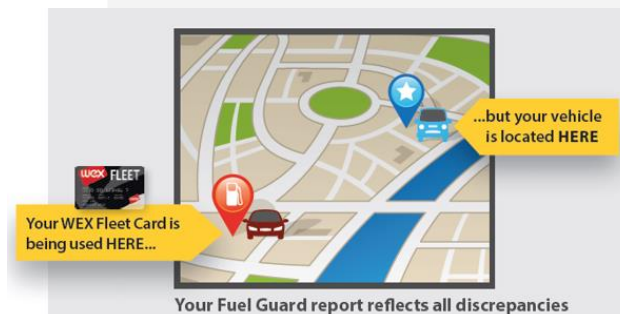 ...but your vehicle
is located HERE
wex FLEET
Your WEX Fleet Card is
being used HERE...
Your Fuel Guard report reflects all discrepancies